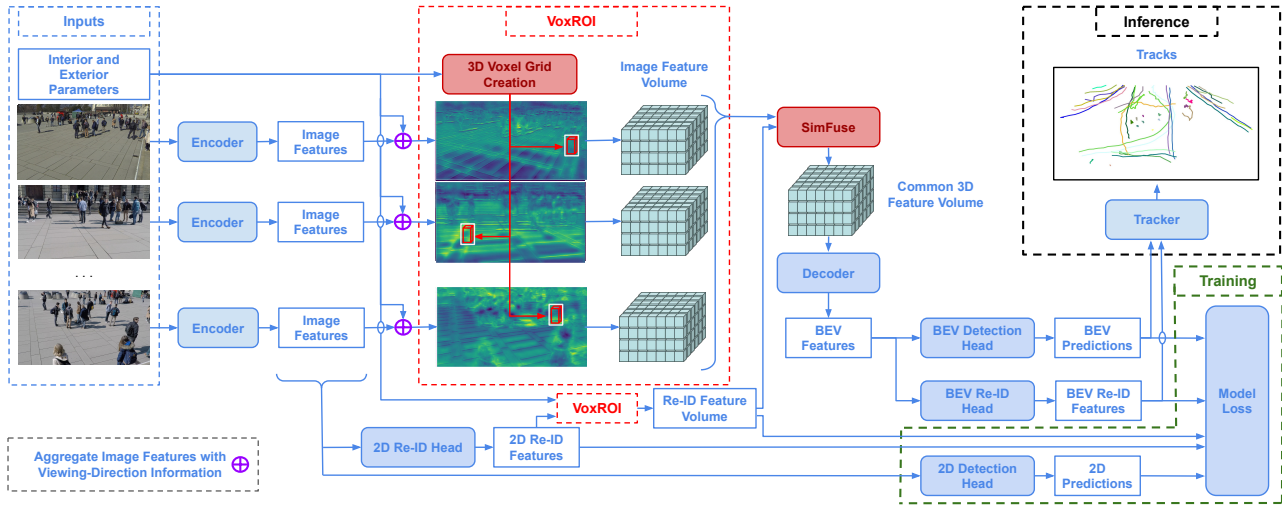 Inputs
VoxROI
Inference
Interior and
Exterior
Parameters
3D Voxel Grid
Creation
Image Feature
Volume
Tracks
Encoder
Image
Features
SimFuse
Encoder
Image
Features
Common 3D
Feature Volume
Tracker
. . .
Decoder
Training
Encoder
Image
Features
BEV
Features
BEV Detection
Head
BEV
Predictions
VoxROI
Re-ID Feature
Volume
BEV Re-ID
Head
BEV Re-ID
Features
Model
Loss
2D Re-ID Head
2D Re-ID
Features
Aggregate Image Features with
Viewing-Direction Information
2D Detection
Head
2D
Predictions